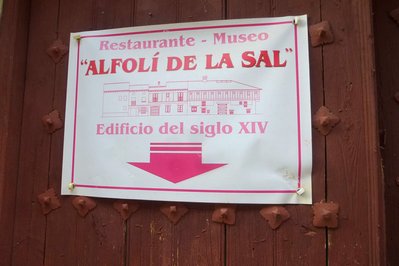 Restaurante - Museo
"ALFOLÍ DE LA SAL"
Edificio del siglo XIV